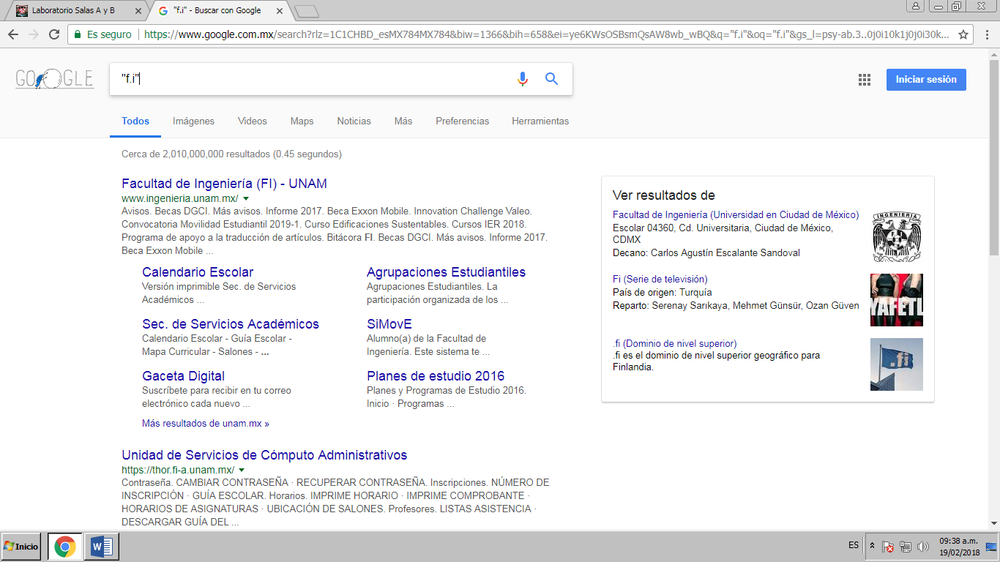 Laboratorio Salas A y B
"f.i" - Buscar con Google
Es seguro
https://www.google.com.mx/search?rlz=1C1CHBD_esMX784MX784&biw=1366&bih=658&ei=ye6KWsOSBsmQsAW8wb_wBQ&q="f.i"&oq="f.i"&gs_l=psy-ab.3..0j0i10k1j0j0i30k...
GOOGLE
"f.i"
Iniciar sesión
Todos
Imágenes
Videos
Maps
Noticias
Más
Preferencias
Herramientas
Cerca de 2,010,000,000 resultados (0.45 segundos)
Facultad de Ingeniería (FI) - UNAM
www.ingenieria.unam.mx/
Avisos. Becas DGCI. Más avisos. Informe 2017. Beca Exxon Mobile. Innovation Challenge Valeo.
Convocatoria Movilidad Estudiantil 2019-1. Curso Edificaciones Sustentables. Cursos IER 2018.
Programa de apoyo a la traducción de artículos. Bitácora FI. Becas DGCI. Más avisos. Informe 2017.
Beca Exxon Mobile ...
Calendario Escolar
Versión imprimible Sec. de Servicios
Académicos ...
Agrupaciones Estudiantiles
Agrupaciones Estudiantiles. La
participación organizada de los ...
Sec. de Servicios Académicos
Calendario Escolar - Guía Escolar -
Mapa Curricular - Salones - ...
SiMovE
Alumno(a) de la Facultad de
Ingeniería. Este sistema te ...
Gaceta Digital
Suscríbete para recibir en tu correo
electrónico cada nuevo ...
Planes de estudio 2016
Planes y Programas de Estudio 2016.
Inicio · Programas ...
Más resultados de unam.mx »
Unidad de Servicios de Cómputo Administrativos
https://thor.fi-a.unam.mx/
Contraseña. CAMBIAR CONTRASEÑA · RECUPERAR CONTRASEÑA. Inscripciones. NÚMERO DE
INSCRIPCIÓN · GUÍA ESCOLAR. Horarios. IMPRIME HORARIO · IMPRIME COMPROBANTE ·
HORARIOS DE ASIGNATURAS · UBICACIÓN DE SALONES. Profesores. LISTAS ASISTENCIA ·
DESCARGAR GUÍA DEL ...
Ver resultados de
Facultad de Ingeniería (Universidad en Ciudad de México)
Escolar 04360, Cd. Universitaria, Ciudad de México,
CDMX
Decano: Carlos Agustín Escalante Sandoval
INGENIERIA
Fi (Serie de televisión)
País de origen: Turquía
Reparto: Serenay Sarıkaya, Mehmet Günsür, Ozan Güven
YAFETL
.fi (Dominio de nivel superior)
.fi es el dominio de nivel superior geográfico para
Finlandia.
fi
Inicio
ES
09:38 a.m.
19/02/2018